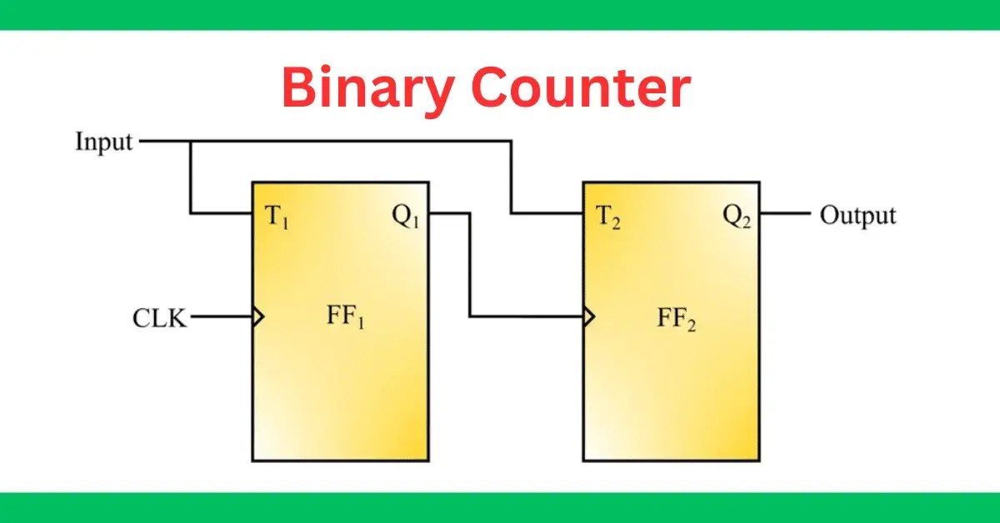 Binary Counter
Input
T₁
Q₁
T₂
Q₂
Output
CLK
FF₁
FF₂